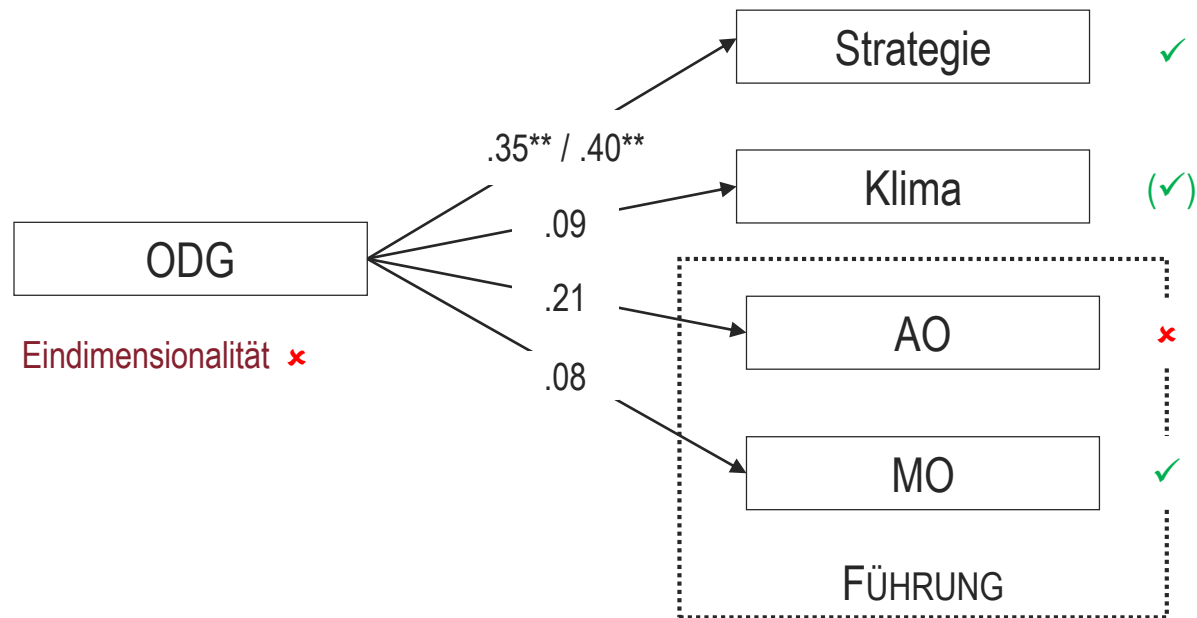 Strategie ✓
.35** / .40**
Klima (✓)
.09
ODG
.21
AO ×
Eindimensionalität ×
.08
MO ✓
FÜHRUNG